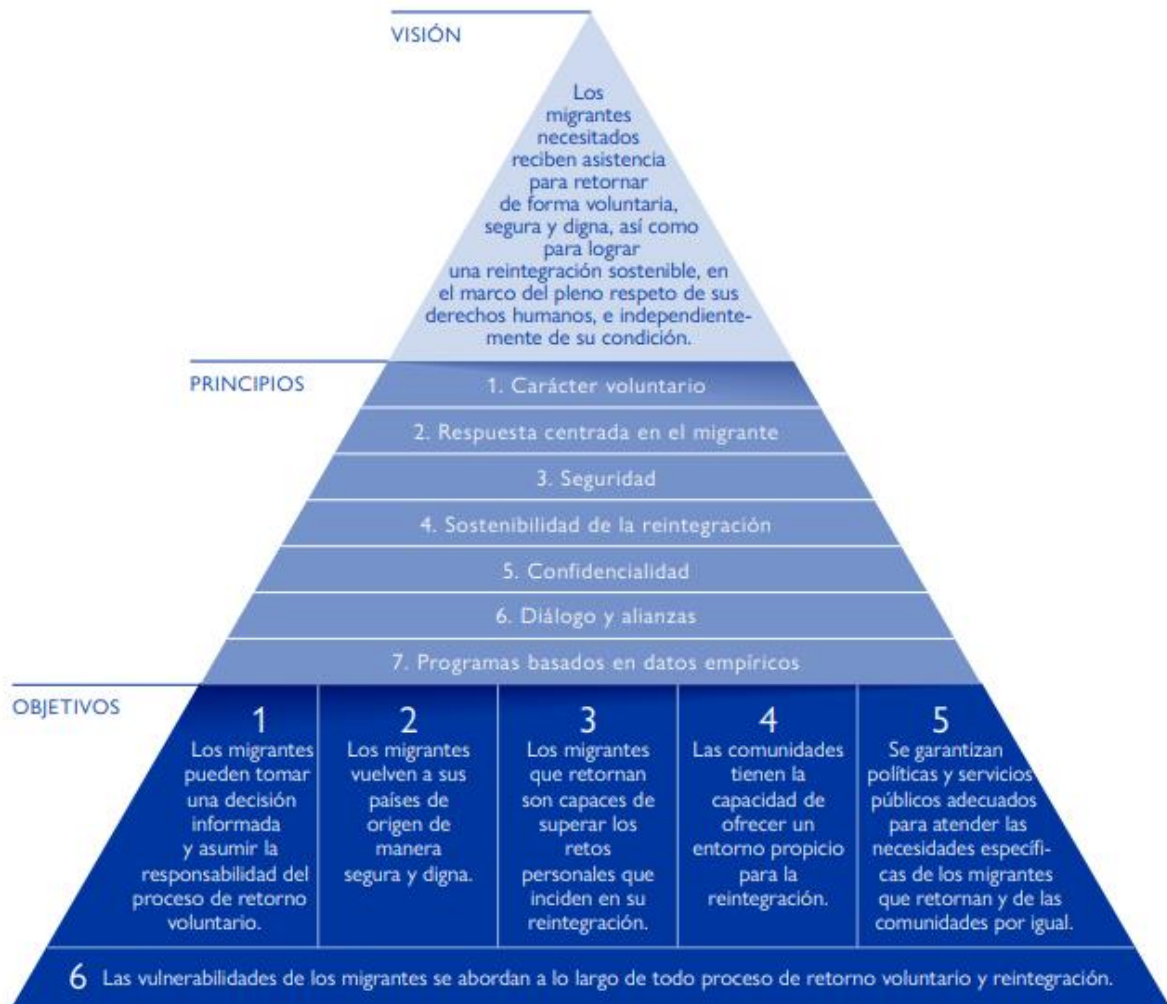 VISIÓN
Los
migrantes
necesitados
reciben asistencia
para retornar
de forma voluntaria,
segura y digna, así como
para lograr
una reintegración sostenible, en
el marco del pleno respeto de sus
derechos humanos, e independiente-
mente de su condición.
PRINCIPIOS
1. Carácter voluntario
2. Respuesta centrada en el migrante
3. Seguridad
4. Sostenibilidad de la reintegración
5. Confidencialidad
6. Diálogo y alianzas
7. Programas basados en datos empíricos
OBJETIVOS
1
Los migrantes
pueden tomar
una decisión
informada
y asumir la
responsabilidad del
proceso de retorno
voluntario.
2
Los migrantes
vuelven a sus
países de
origen de
manera
segura y digna.
3
Los migrantes
que retornan
son capaces de
superar los
retos
personales que
inciden en su
reintegración.
4
Las comunidades
tienen la
capacidad de
ofrecer un
entorno propicio
para la
reintegración.
5
Se garantizan
políticas y servicios
públicos adecuados
para atender las
necesidades específi-
cas de los migrantes
que retornan y de las
comunidades por igual.
6 Las vulnerabilidades de los migrantes se abordan a lo largo de todo proceso de retorno voluntario y reintegración.